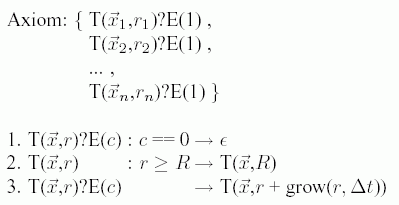 Axiom: { T(x⃗₁,r₁)?E(1) ,
T(x⃗₂,r₂)?E(1) ,
... ,
T(x⃗ₙ,rₙ)?E(1) }
1. T(x⃗,r)?E(c) : c == 0 → ϵ
2. T(x⃗,r) : r ≥ R → T(x⃗,R)
3. T(x⃗,r)?E(c) → T(x⃗,r + grow(r, Δt))